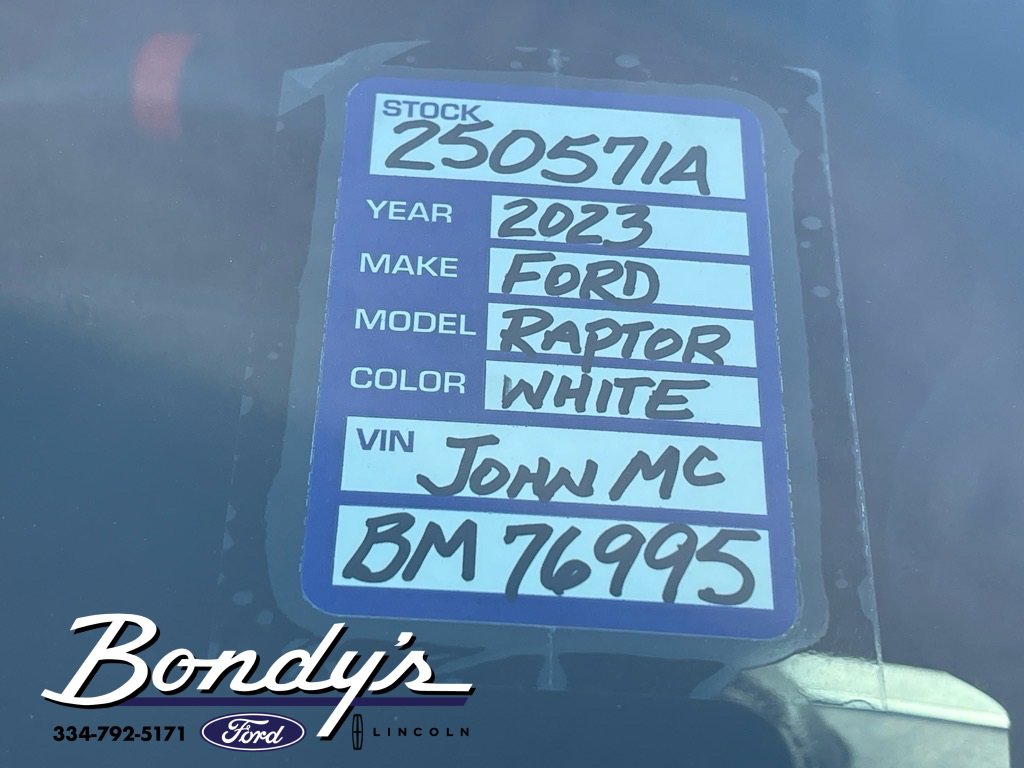 STOCK
250571A
YEAR 2023
MAKE FORD
MODEL RAPTOR
COLOR WHITE
VIN JOHN MC
BM 76995
Bondy's
334-792-5171 Ford LINCOLN